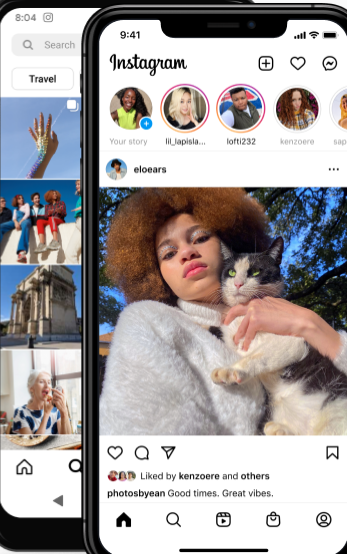 8:04
Search
Travel
9:41
Instagram
Your story
lil_lapisla...
lofti232
kenzoere
sap
eloears
Liked by kenzoere and others
photosbyean Good times. Great vibes.